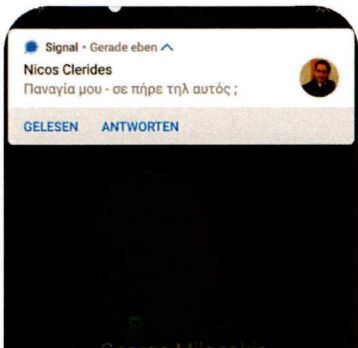 Signal • Gerade eben
Nicos Clerides
Παναγία μου - σε πήρε τηλ αυτός ;
GELESEN ANTWORTEN